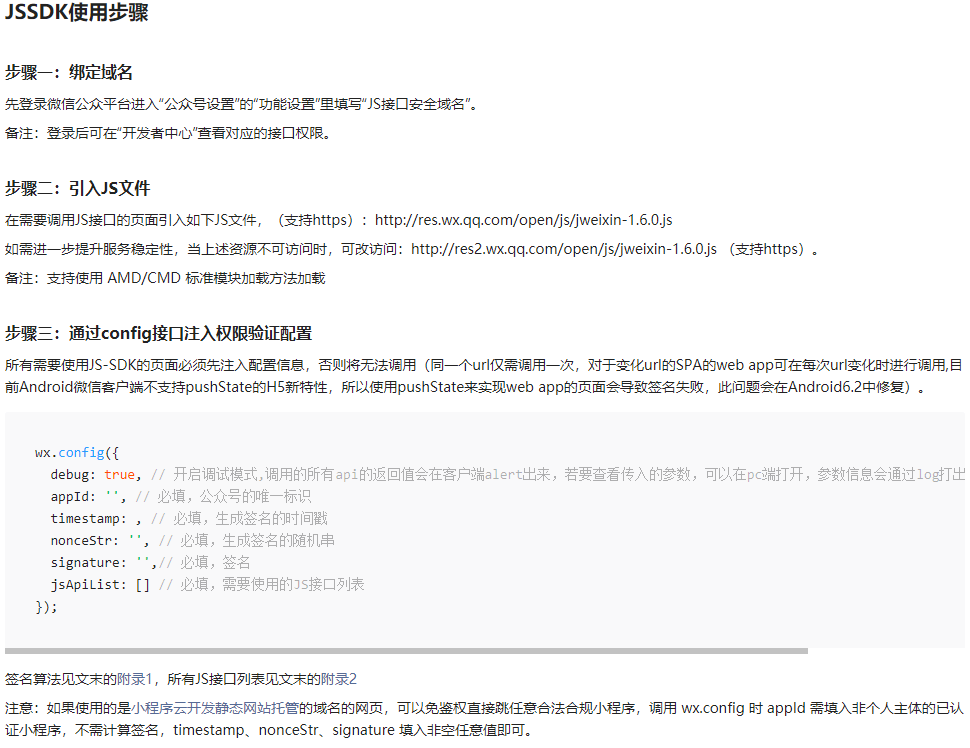 JSSDK使用步骤
步骤一：绑定域名
先登录微信公众平台进入“公众号设置”的“功能设置”里填写“JS接口安全域名”。
备注：登录后可在“开发者中心”查看对应的接口权限。
步骤二：引入JS文件
在需要调用JS接口的页面引入如下JS文件，（支持https）：http://res.wx.qq.com/open/js/jweixin-1.6.0.js
如需进一步提升服务稳定性，当上述资源不可访问时，可改访问：http://res2.wx.qq.com/open/js/jweixin-1.6.0.js （支持https）。
备注：支持使用 AMD/CMD 标准模块加载方法加载
步骤三：通过config接口注入权限验证配置
所有需要使用JS-SDK的页面必须先注入配置信息，否则将无法调用（同一个url仅需调用一次，对于变化url的SPA的web app可在每次url变化时进行调用,目
前Android微信客户端不支持pushState的H5新特性，所以使用pushState来实现web app的页面会导致签名失败，此问题会在Android6.2中修复）。
wx.config({
debug: true, // 开启调试模式,调用的所有api的返回值会在客户端alert出来，若要查看传入的参数，可以在pc端打开，参数信息会通过log打出
appId: '', // 必填，公众号的唯一标识
timestamp: , // 必填，生成签名的时间戳
nonceStr: '', // 必填，生成签名的随机串
signature: '',// 必填，签名
jsApiList: [] // 必填，需要使用的JS接口列表
});
签名算法见文末的附录1，所有JS接口列表见文末的附录2
注意：如果使用的是小程序云开发静态网站托管的域名的网页，可以免鉴权直接跳任意合法合规小程序，调用 wx.config 时 appId 需填入非个人主体的已认
证小程序，不需计算签名，timestamp、nonceStr、signature 填入非空任意值即可。